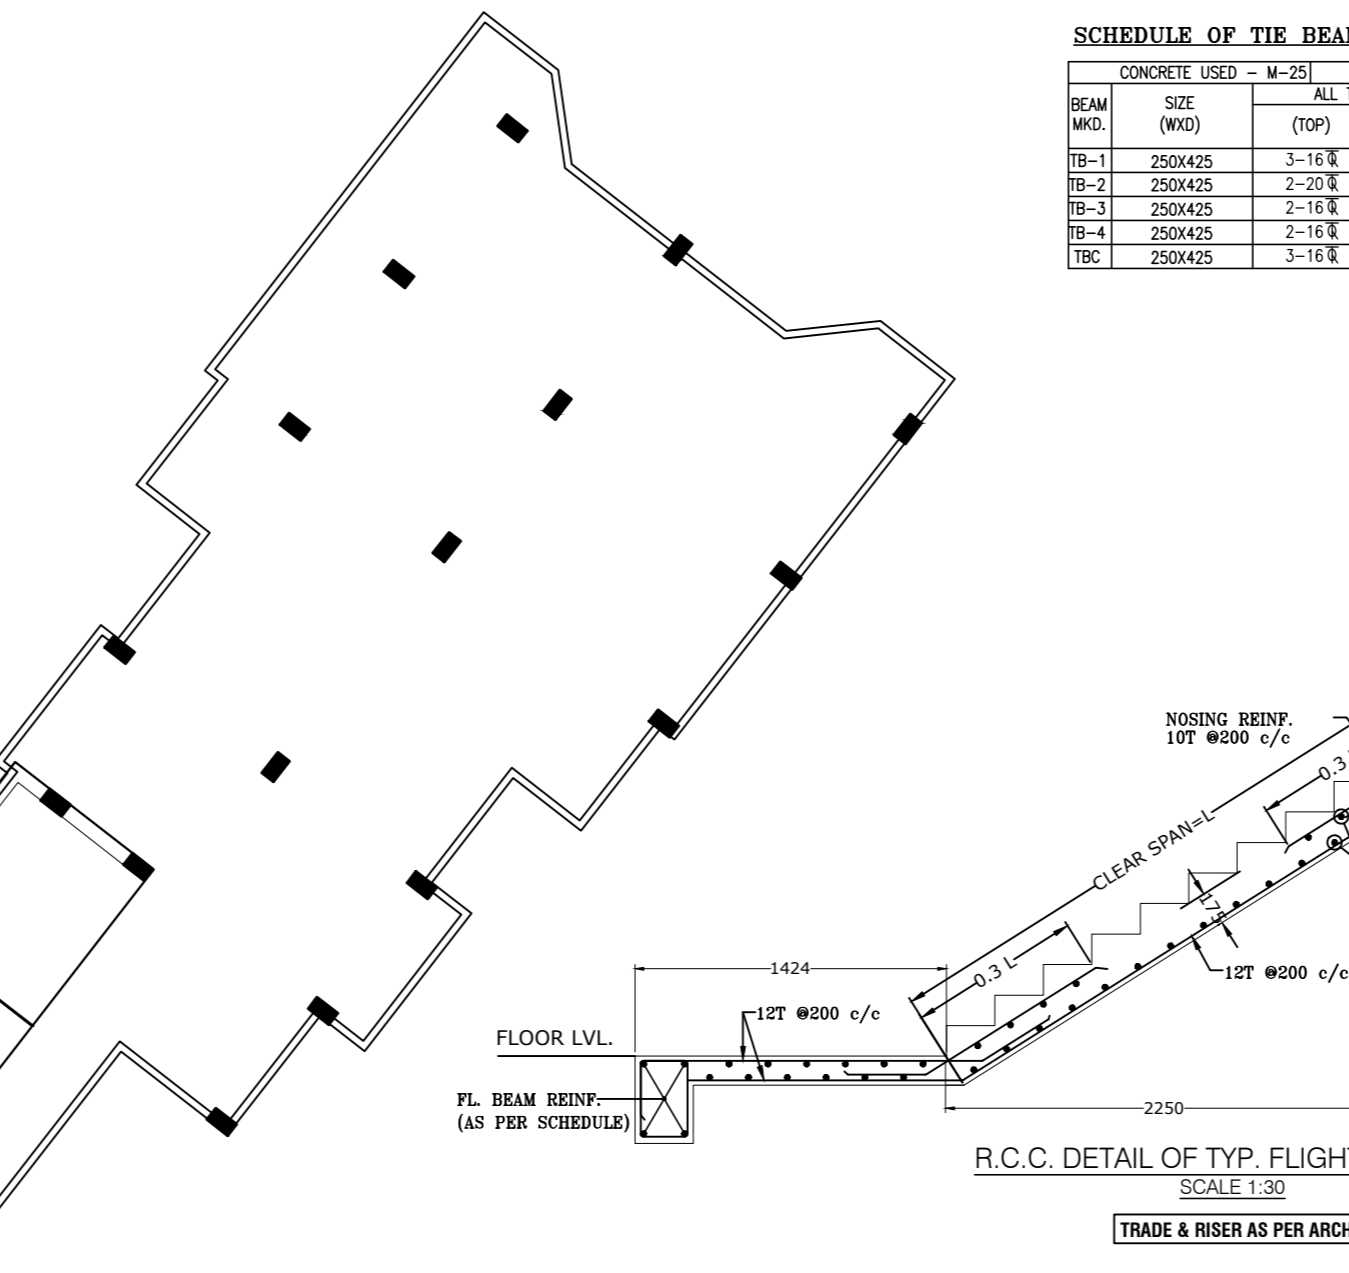 SCHEDULE OF TIE BEA
CONCRETE USED - M-25
BEAM MKD.
SIZE (WXD)
ALL
(TOP)
TB-1 250X425 3-16
TB-2 250X425 2-20
TB-3 250X425 2-16
TB-4 250X425 2-16
TBC 250X425 3-16
NOSING REINF.
10T @200 c/c
0.3
CLEAR SPAN=L
175
0.3 L
12T @200 c/c
1424
12T @200 c/c
FLOOR LVL.
FL. BEAM REINF.
(AS PER SCHEDULE)
2250
R.C.C. DETAIL OF TYP. FLIGHT
SCALE 1:30
TRADE & RISER AS PER ARCH